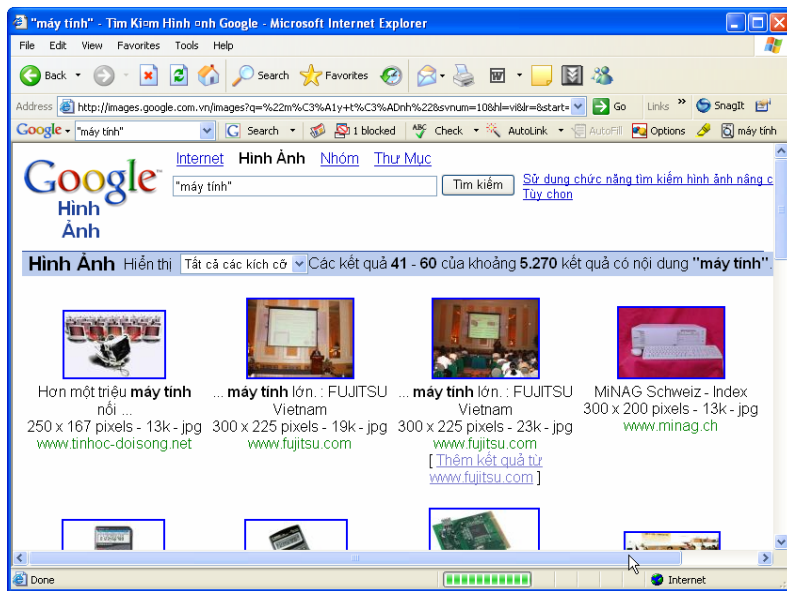 "máy tính" - Tìm Ki¤m Hình ¤nh Google - Microsoft Internet Explorer
File Edit View Favorites Tools Help
Back Search Favorites
Address http://images.google.com.vn/images?q=%22m%C3%A1y+t%C3%ADnh%22&svnum=10&hl=vi&lr=&start= Go Links » SnagIt
Google "máy tính" Search 1 blocked Check AutoLink AutoFill Options máy tính
Internet Hình Ảnh Nhóm Thư Mục
Google Hình Ảnh
"máy tính" Tìm kiếm Sử dụng chức năng tìm kiếm hình ảnh nâng c
Tùy chọn
Hình Ảnh Hiển thị Tất cả các kích cỡ Các kết quả 41 - 60 của khoảng 5.270 kết quả có nội dung "máy tính".
Hơn một triệu máy tính nối ...
250 x 167 pixels - 13k - jpg
www.tinhoc-doisong.net
... máy tính lớn. : FUJITSU Vietnam
300 x 225 pixels - 19k - jpg
www.fujitsu.com
... máy tính lớn. : FUJITSU Vietnam
300 x 225 pixels - 23k - jpg
www.fujitsu.com
[ Thêm kết quả từ www.fujitsu.com ]
MiNAG Schweiz - Index
300 x 200 pixels - 13k - jpg
www.minag.ch
Done Internet